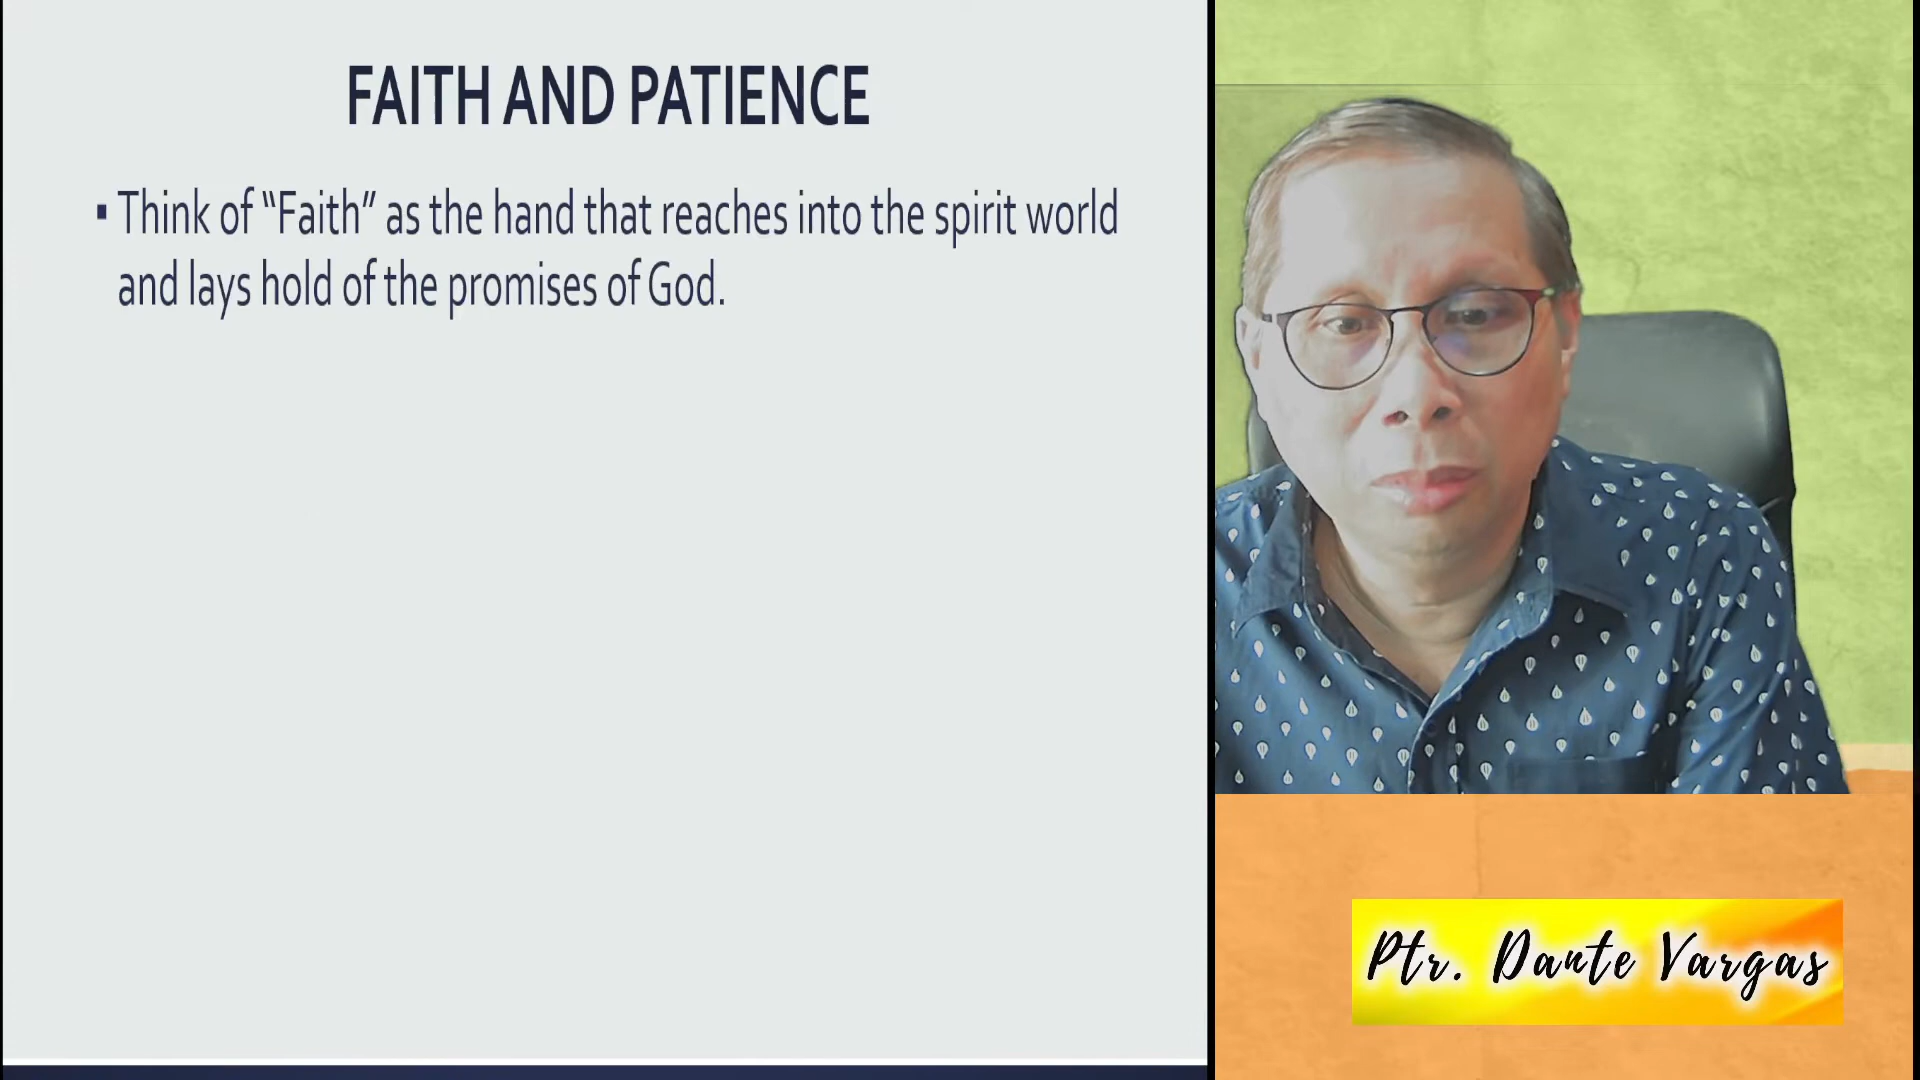 FAITH AND PATIENCE
▪ Think of “Faith” as the hand that reaches into the spirit world
and lays hold of the promises of God.
Ptr. Dante Vargas